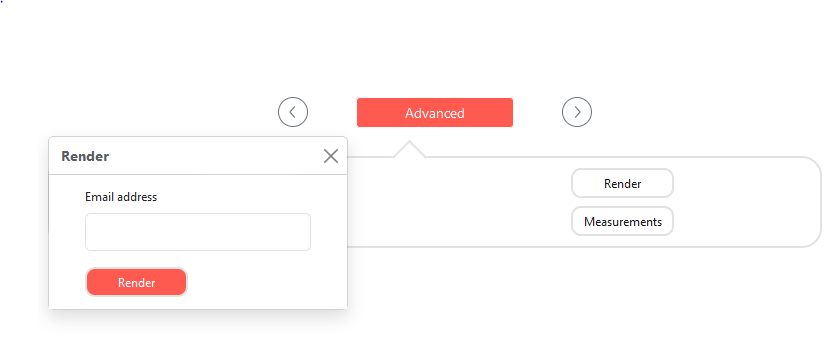 Advanced
Render
Email address
Render
Render
Measurements